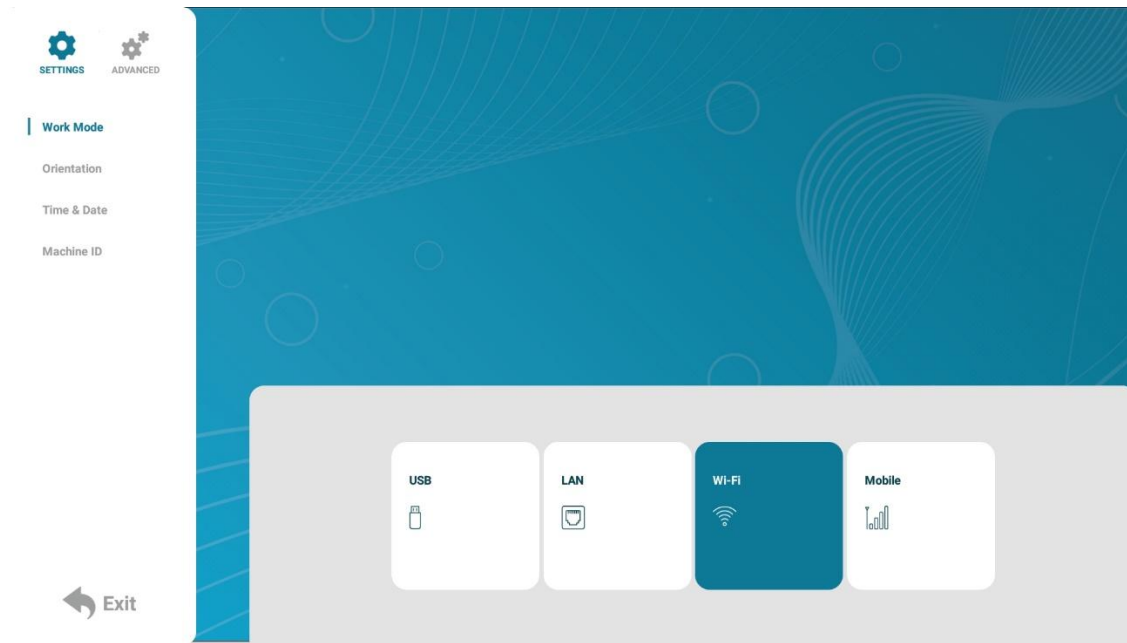 SETTINGS
ADVANCED
Work Mode
Orientation
Time & Date
Machine ID
USB
LAN
Wi-Fi
Mobile
Exit